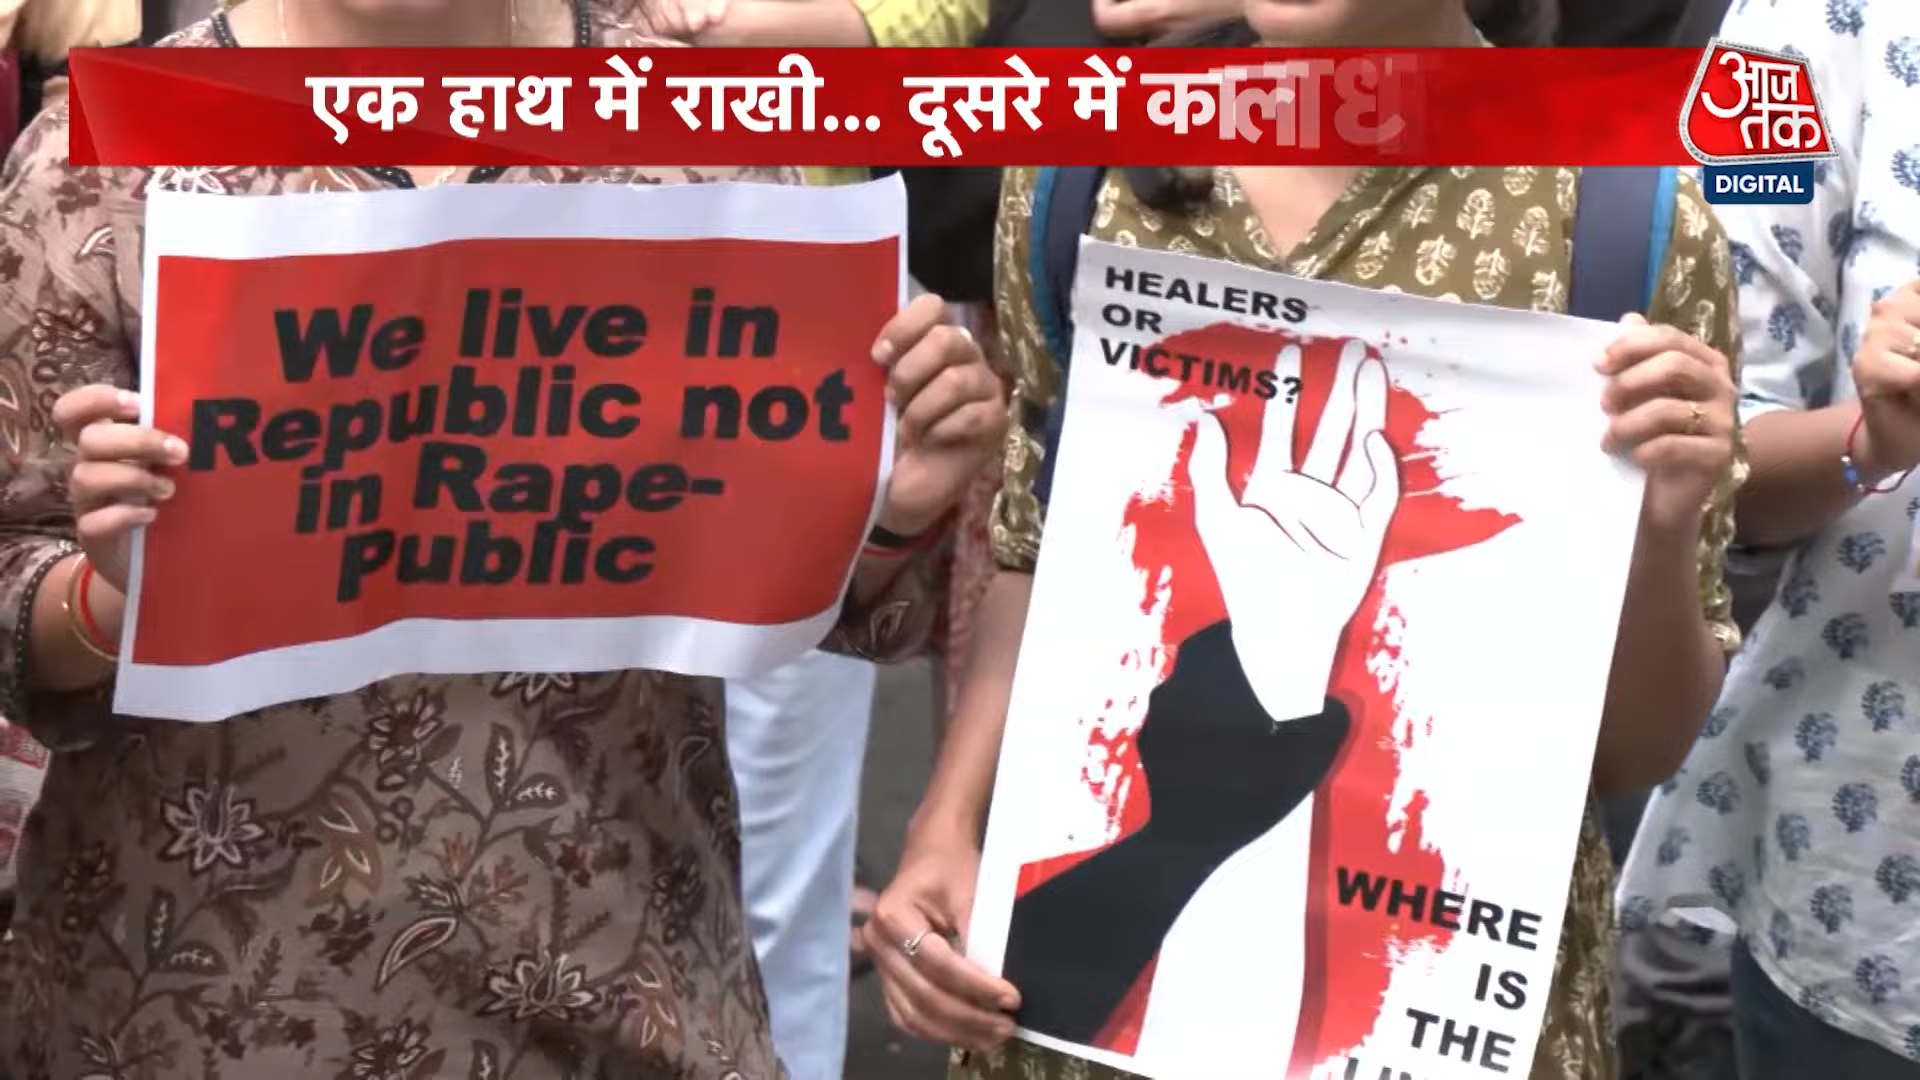 एक हाथ में राखी... दूसरे में काला
आज
तक
DIGITAL
We live in
Republic not
in Rape-
Public
HEALERS
OR
VICTIMS?
WHERE
IS
THE